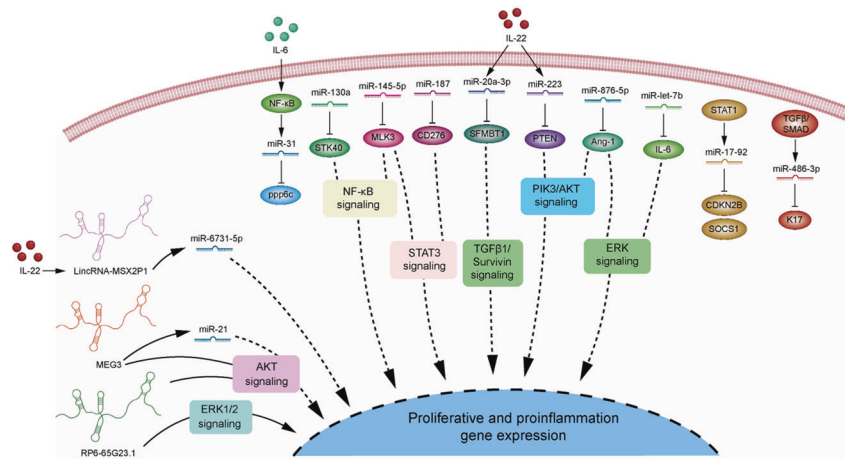 IL-6
IL-22
NF-κB
miR-31
ppp6c
miR-130a
STK40
miR-145-5p
MLK3
miR-187
CD276
miR-20a-3p
SFMBT1
miR-223
PTEN
miR-876-5p
Ang-1
miR-let-7b
IL-6
STAT1
miR-17-92
CDKN2B
SOCS1
TGFβ/
SMAD
miR-486-3p
K17
NF-κB
signaling
STAT3
signaling
TGFβ1/
Survivin
signaling
PIK3/AKT
signaling
ERK
signaling
IL-22
LincRNA-MSX2P1
miR-6731-5p
MEG3
miR-21
AKT
signaling
RP6-65G23.1
ERK1/2
signaling
Proliferative and proinflammation
gene expression